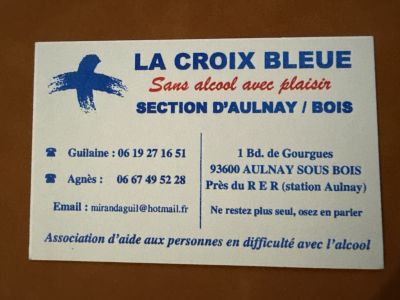 LA CROIX BLEUE
Sans alcool avec plaisir
SECTION D'AULNAY / BOIS
☎ Guilaine : 06 19 27 16 51
☎ Agnès : 06 67 49 52 28
Email : mirandaguil@hotmail.fr
1 Bd. de Gourgues
93600 AULNAY SOUS BOIS
Près du R E R (station Aulnay)
Ne restez plus seul, osez en parler
Association d'aide aux personnes en difficulté avec l'alcool